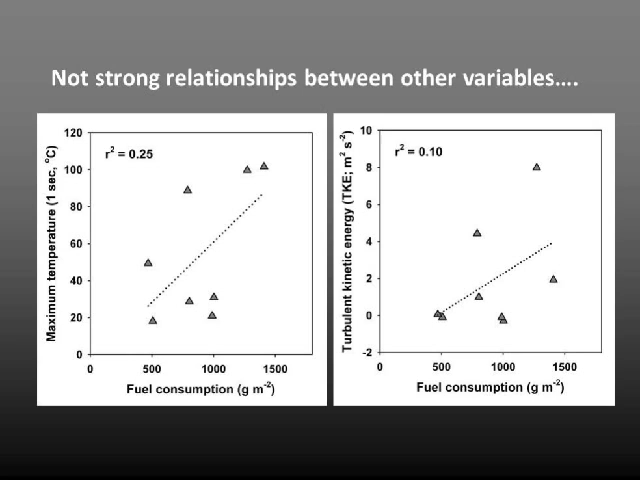 Not strong relationships between other variables....
r² = 0.25
Maximum temperature (1 sec, °C)
120
100
80
60
40
20
0
0 500 1000 1500
Fuel consumption (g m⁻²)
r² = 0.10
Turbulent kinetic energy (TKE; m² s⁻²)
10
8
6
4
2
0
-2
0 500 1000 1500
Fuel consumption (g m⁻²)